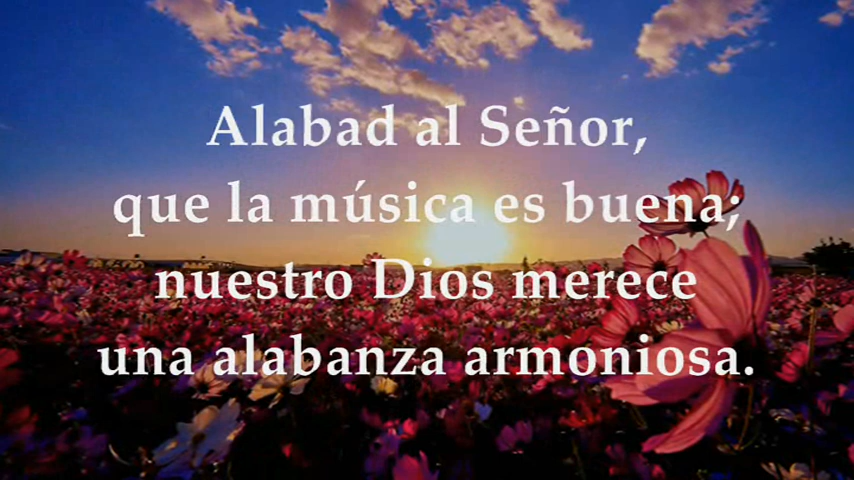 Alabad al Señor,
que la música es buena;
nuestro Dios merece
una alabanza armoniosa.